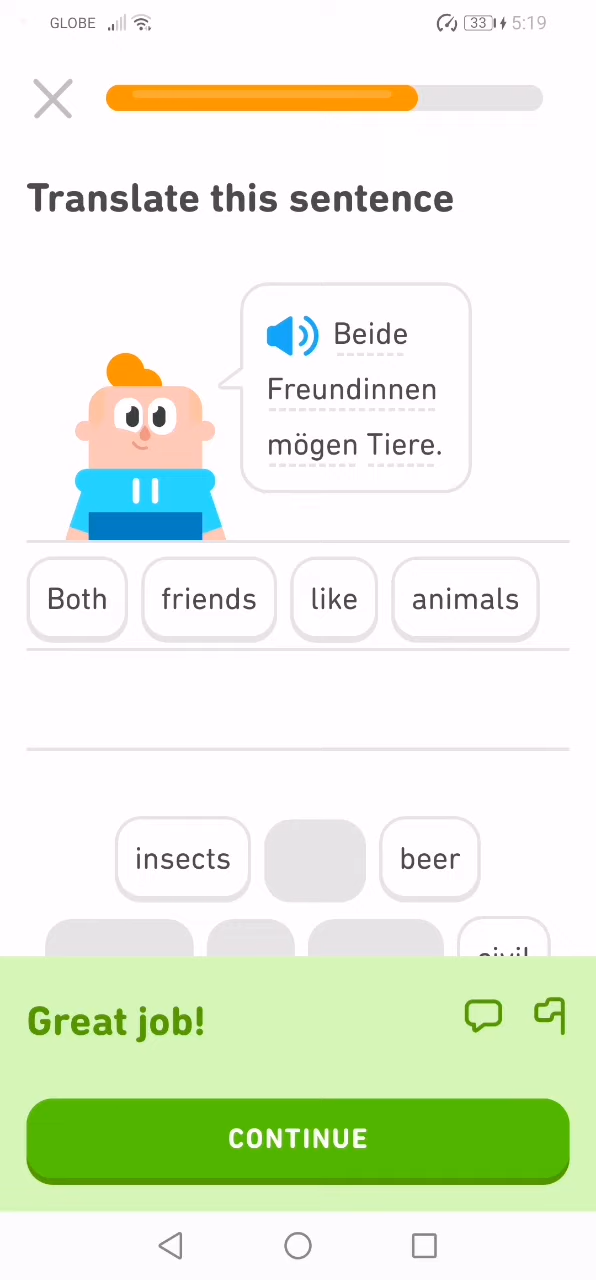 GLOBE 33 5:19
Translate this sentence
Beide
Freundinnen
mögen Tiere.
Both friends like animals
insects beer
civil
Great job!
CONTINUE